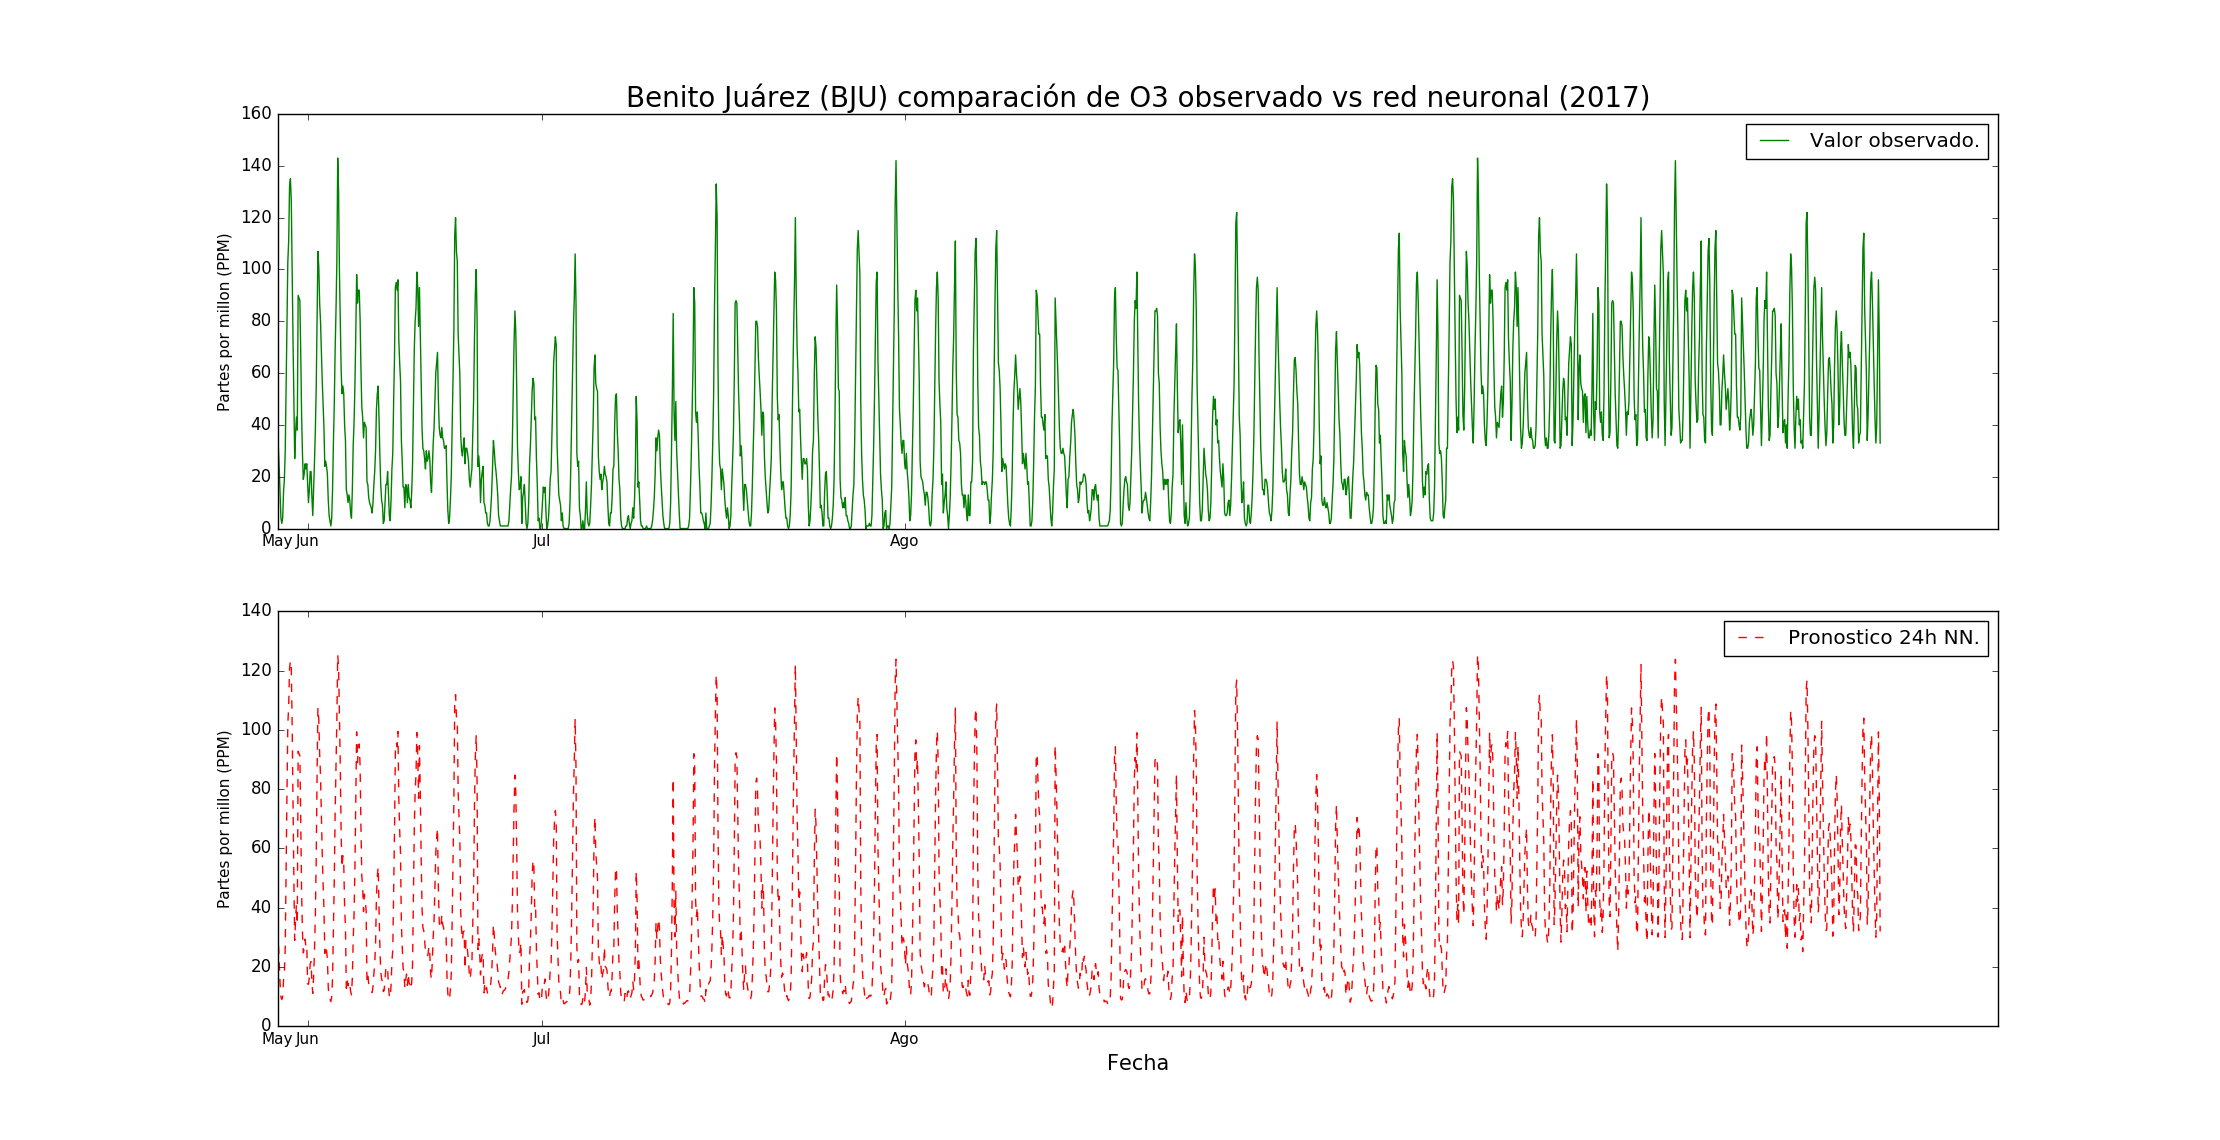 Benito Juárez (BJU) comparación de O3 observado vs red neuronal (2017)
160
140
120
100
80
60
40
20
0
Partes por millon (PPM)
Valor observado.
May Jun Jul Ago
140
120
100
80
60
40
20
0
Partes por millon (PPM)
Pronostico 24h NN.
May Jun Jul Ago
Fecha